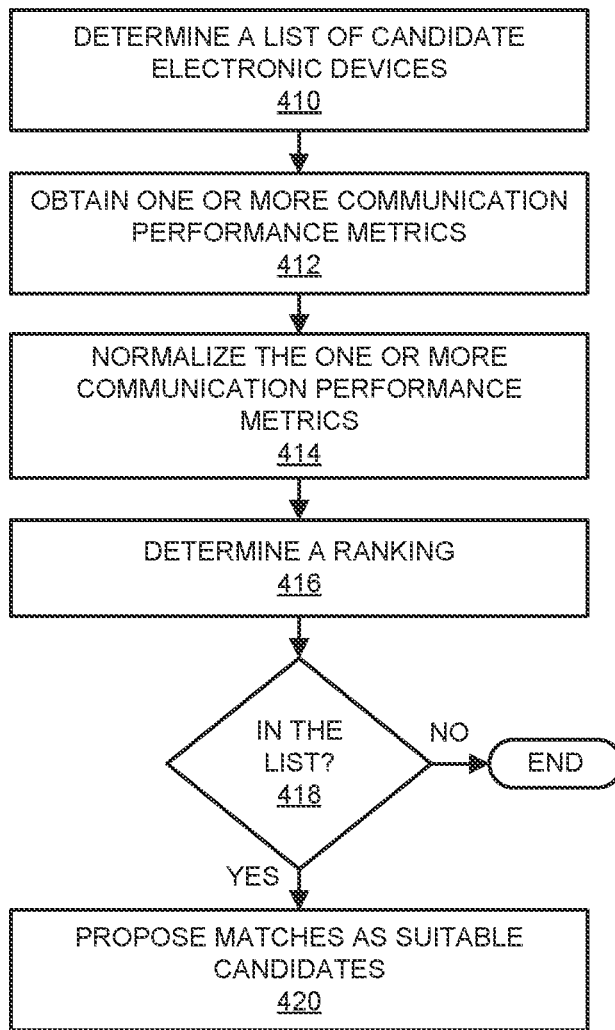 DETERMINE A LIST OF CANDIDATE
ELECTRONIC DEVICES
410
OBTAIN ONE OR MORE COMMUNICATION
PERFORMANCE METRICS
412
NORMALIZE THE ONE OR MORE
COMMUNICATION PERFORMANCE
METRICS
414
DETERMINE A RANKING
416
IN THE
LIST?
418
NO
END
YES
PROPOSE MATCHES AS SUITABLE
CANDIDATES
420